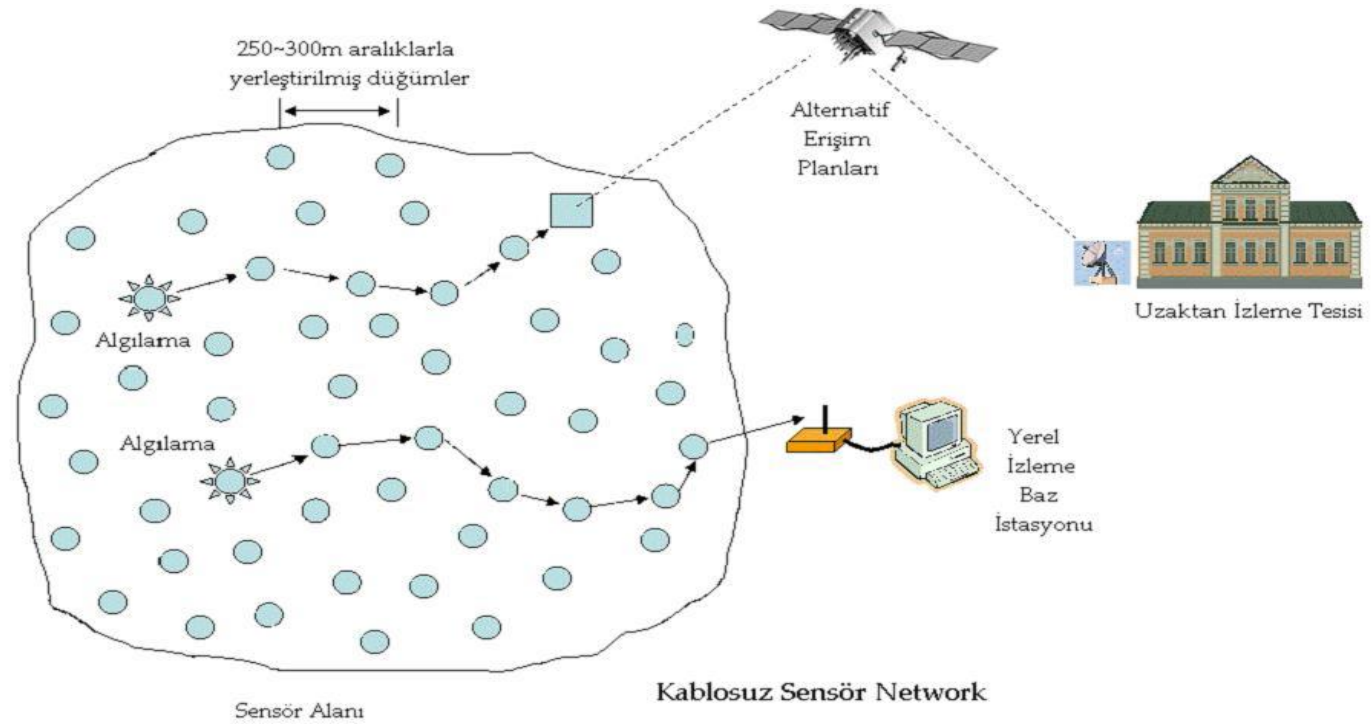 250~300m aralıklarla
yerleştirilmiş düğümler
Alternatif
Erişim
Planları
Uzaktan İzleme Tesisi
Algılama
Algılama
Yerel
İzleme
Baz
İstasyonu
Kablosuz Sensör Network
Sensör Alanı